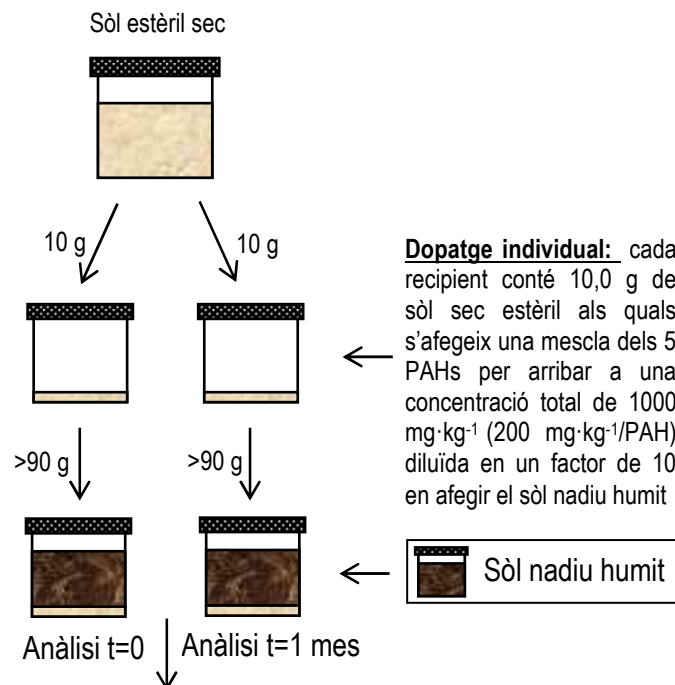 Sòl estèril sec
10 g
10 g
Dopatge individual: cada
recipient conté 10,0 g de
sòl sec estèril als quals
s'afegeix una mescla dels 5
PAHs per arribar a una
concentració total de 1000
mg·kg-1 (200 mg·kg-1/PAH)
diluïda en un factor de 10
en afegir el sòl nadiu humit
>90 g
>90 g
Sòl nadiu humit
Anàlisi t=0
Anàlisi t=1 mes